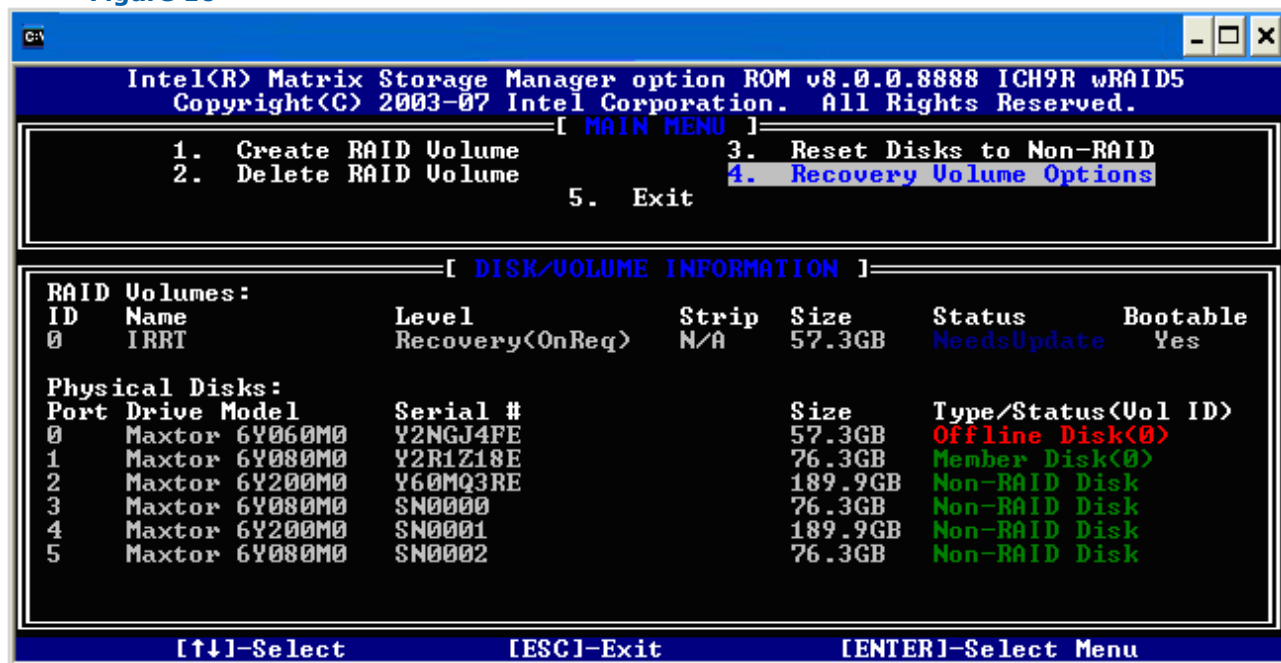 Intel(R) Matrix Storage Manager option ROM v8.0.0.8888 ICH9R wRAID5
Copyright(C) 2003-07 Intel Corporation. All Rights Reserved.
[ MAIN MENU ]
1. Create RAID Volume 3. Reset Disks to Non-RAID
2. Delete RAID Volume 4. Recovery Volume Options
5. Exit
[ DISK/VOLUME INFORMATION ]
RAID Volumes:
ID Name Level Strip Size Status Bootable
0 IRRT Recovery(OnReq) N/A 57.3GB NeedsUpdate Yes
Physical Disks:
Port Drive Model Serial # Size Type/Status(Vol ID)
0 Maxtor 6Y060M0 Y2NGJ4FE 57.3GB Offline Disk(0)
1 Maxtor 6Y080M0 Y2R1Z18E 76.3GB Member Disk(0)
2 Maxtor 6Y200M0 Y60MQ3RE 189.9GB Non-RAID Disk
3 Maxtor 6Y080M0 SN0000 76.3GB Non-RAID Disk
4 Maxtor 6Y200M0 SN0001 189.9GB Non-RAID Disk
5 Maxtor 6Y080M0 SN0002 76.3GB Non-RAID Disk
[↑↓]-Select [ESC]-Exit [ENTER]-Select Menu